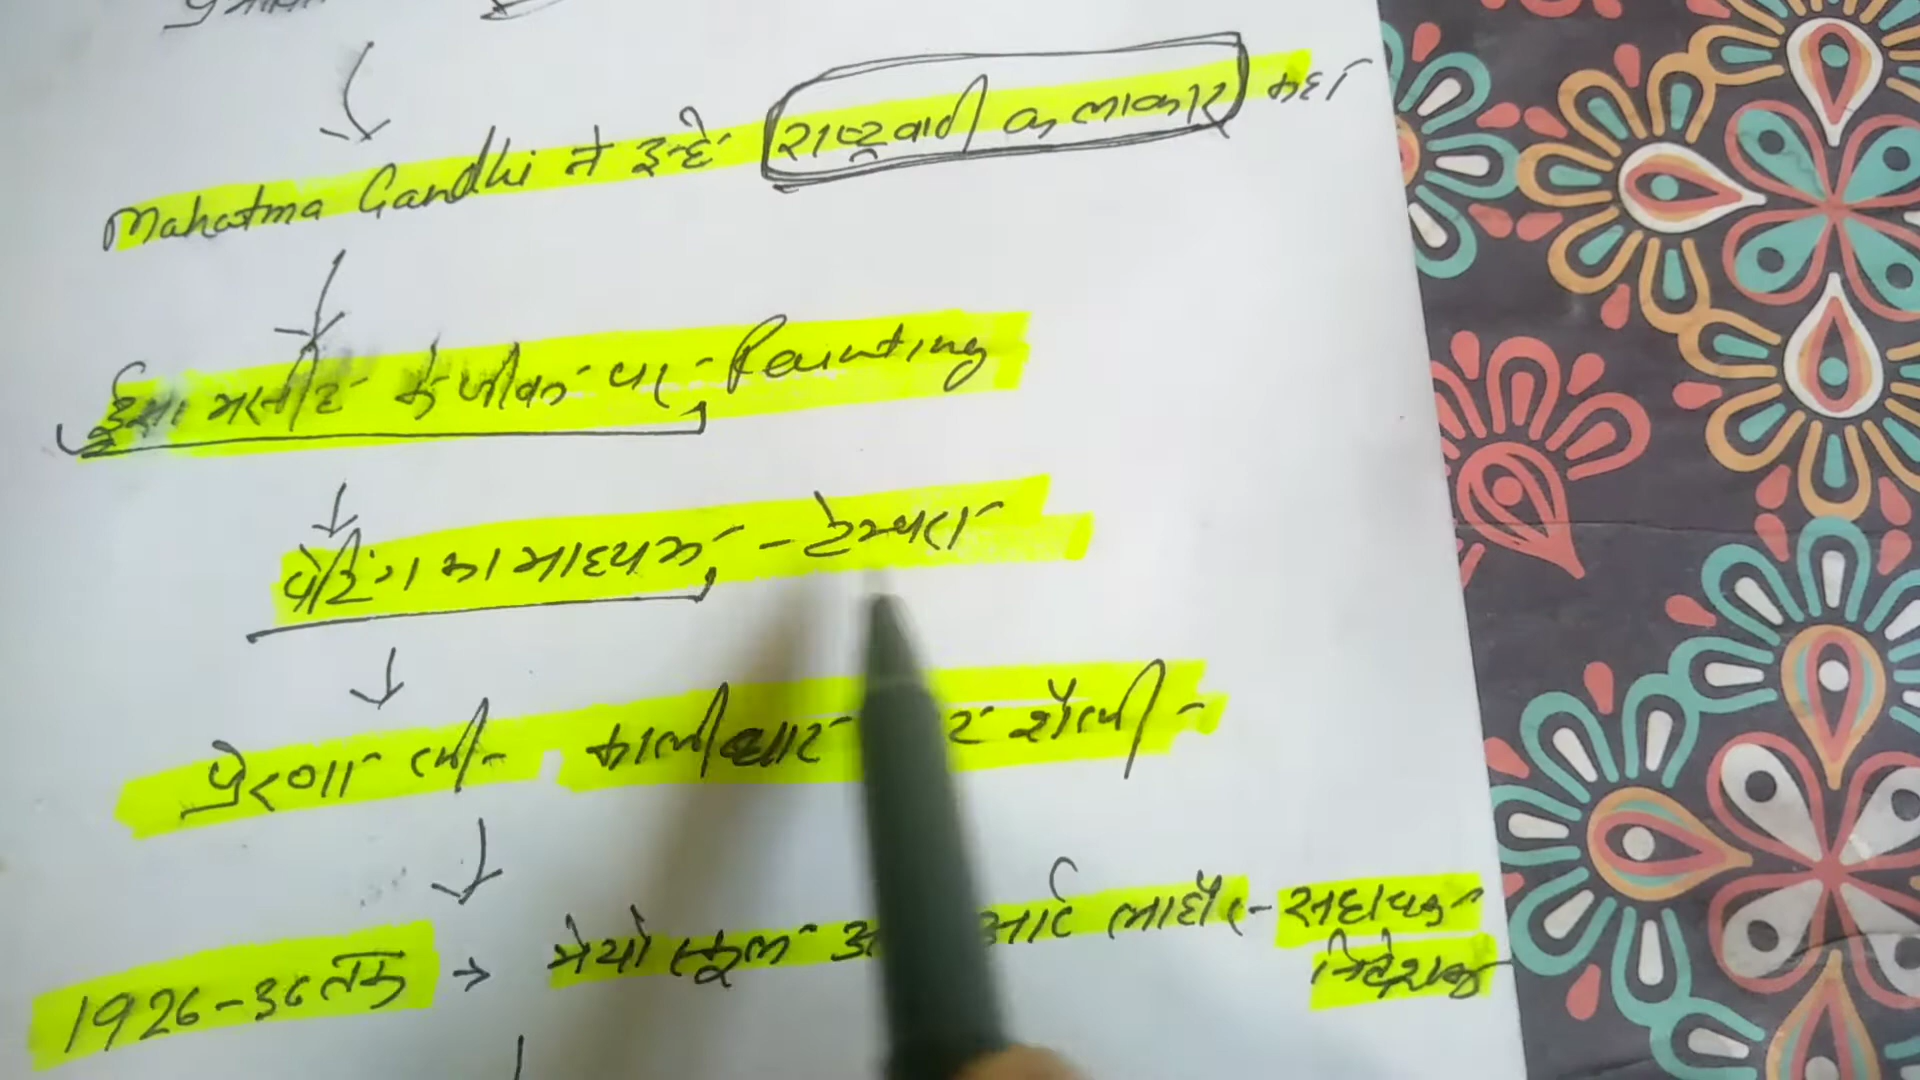 Mahatma Gandhi ने इन्हें राष्ट्रवादी कलाकार कहा
ईसा मसीह के जीवन पर - Painting
पेंटिंग का माध्यम - टेम्परा
प्रेरणा ली - कालीघाट शैली -
1926-36 तक → मेयो स्कूल आर्ट लाहौर - सहायक
निदेशक